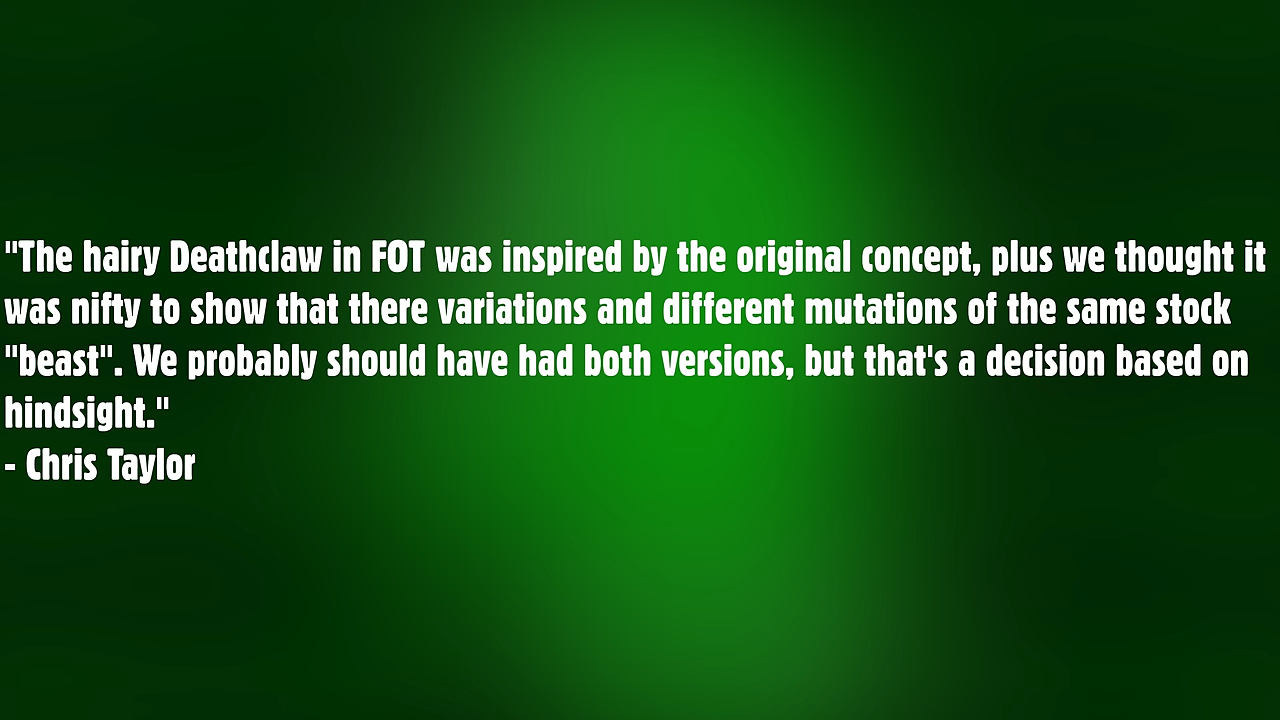 "The hairy Deathclaw in FOT was inspired by the original concept, plus we thought it
was nifty to show that there variations and different mutations of the same stock
"beast". We probably should have had both versions, but that's a decision based on
hindsight."
- Chris Taylor